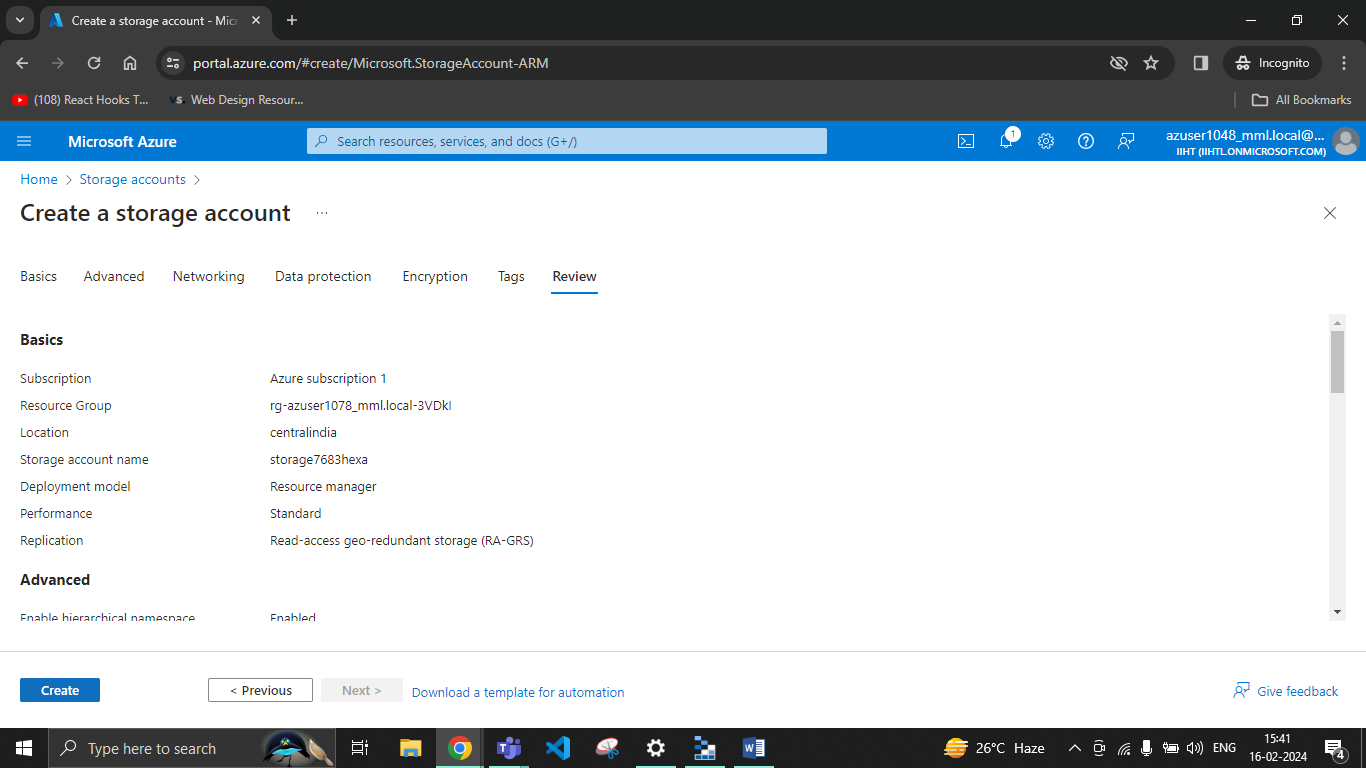 Create a storage account - Micr
portal.azure.com/#create/Microsoft.StorageAccount-ARM
Incognito
(108) React Hooks T...
VS.
Web Design Resour...
All Bookmarks
Microsoft Azure
Search resources, services, and docs (G+/)
1
azuser1048_mml.local@...
IIHT (IIHTL.ONMICROSOFT.COM)
Home
Storage accounts
Create a storage account
...
Basics
Advanced
Networking
Data protection
Encryption
Tags
Review
Basics
Subscription
Azure subscription 1
Resource Group
rg-azuser1078_mml.local-3VDkI
Location
centralindia
Storage account name
storage7683hexa
Deployment model
Resource manager
Performance
Standard
Replication
Read-access geo-redundant storage (RA-GRS)
Advanced
Enable hierarchical namespace
Enabled
Create
< Previous
Next >
Download a template for automation
Give feedback
Type here to search
26°C Haze
ENG
15:41
16-02-2024
4